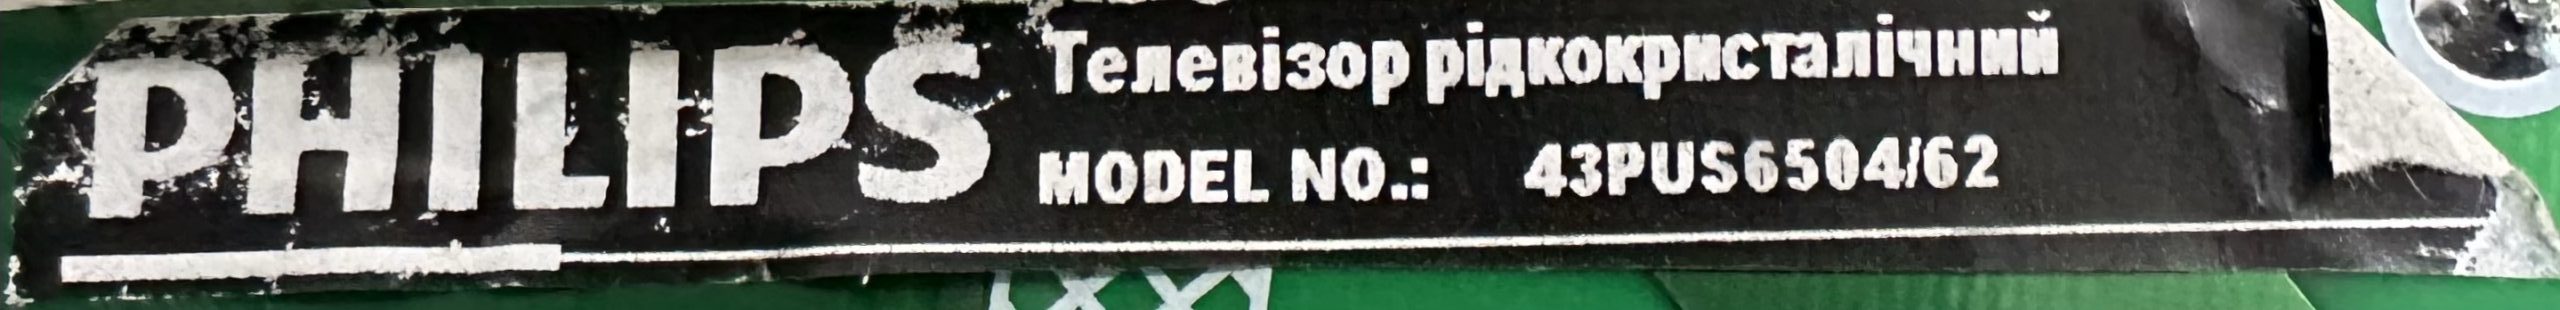 PHILIPS
Телевізор рідкокристалічний
MODEL NO.: 43PUS6504/62